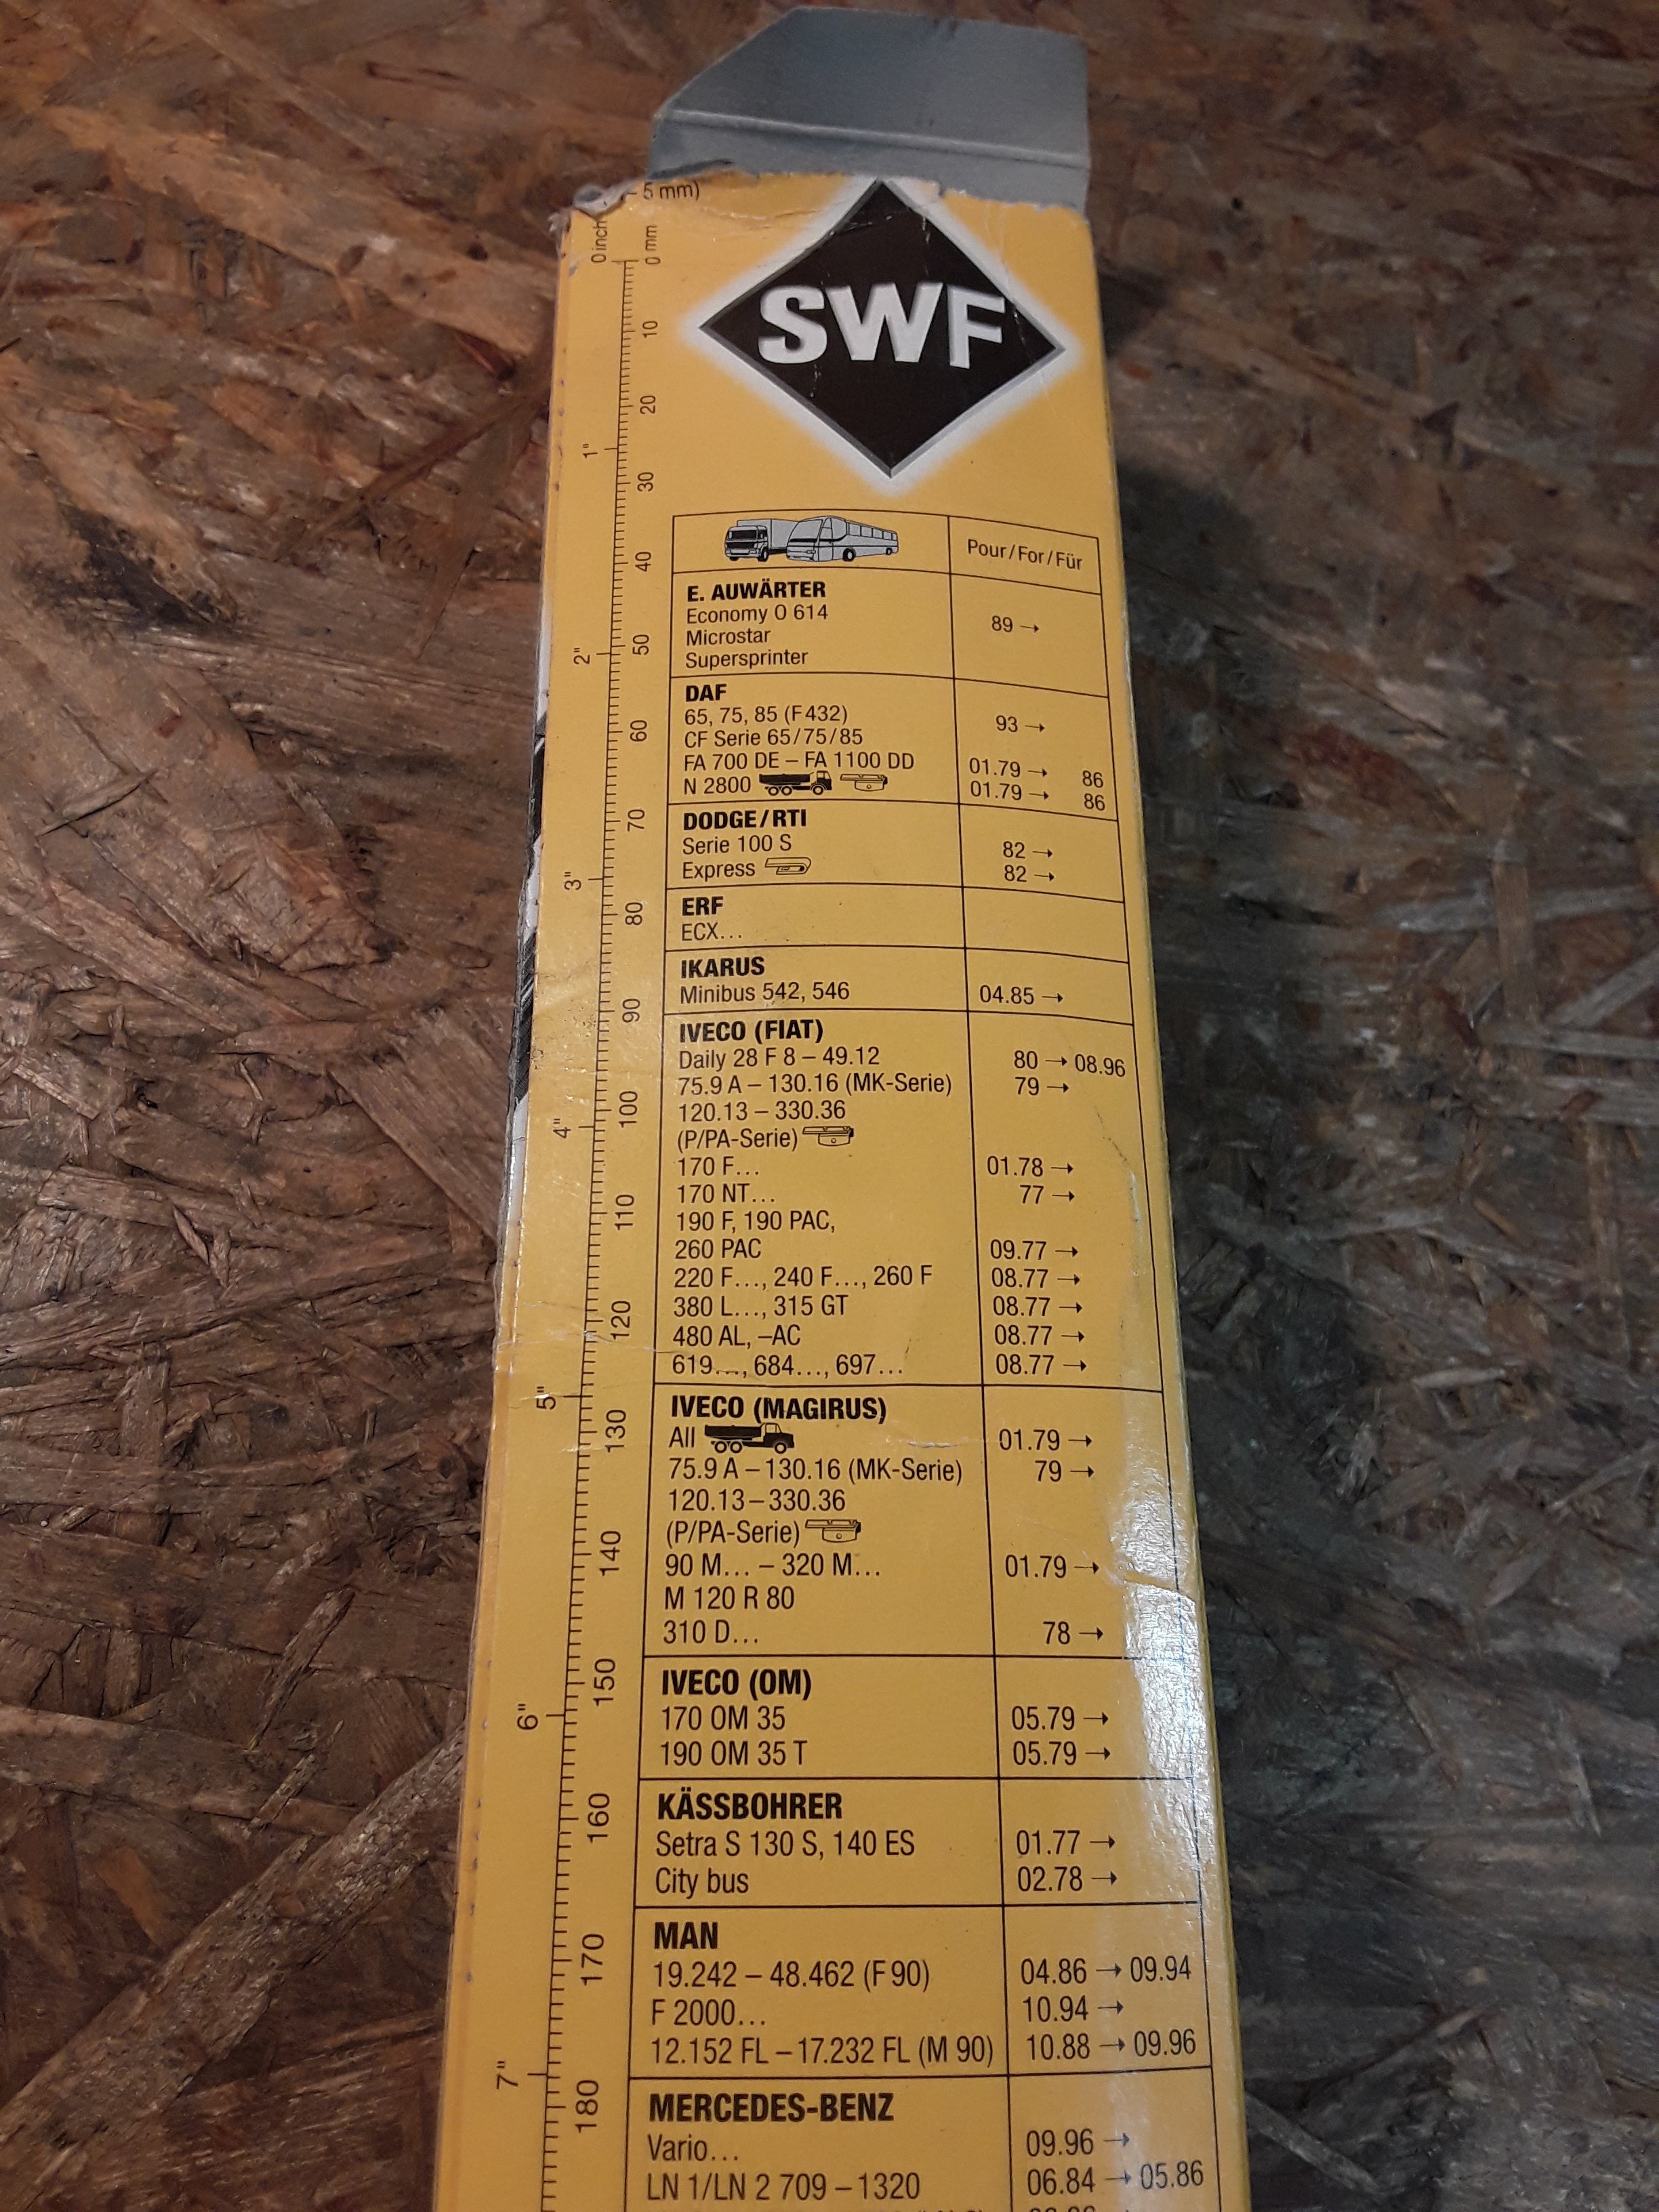 5 mm)
0 inch
0 mm
10
20
1"
30
40
50
2"
60
70
3"
80
90
100
4"
110
120
5"
130
140
150
6"
160
170
7"
180
SWF
Pour/For/Für
E. AUWÄRTER
Economy O 614
Microstar 89 →
Supersprinter
DAF
65, 75, 85 (F 432) 93 →
CF Serie 65/75/85
FA 700 DE – FA 1100 DD 01.79 → 86
N 2800 01.79 → 86
DODGE/RTI
Serie 100 S 82 →
Express 82 →
ERF
ECX...
IKARUS
Minibus 542, 546 04.85 →
IVECO (FIAT)
Daily 28 F 8 – 49.12 80 → 08.96
75.9 A – 130.16 (MK-Serie) 79 →
120.13 – 330.36
(P/PA-Serie)
170 F... 01.78 →
170 NT... 77 →
190 F, 190 PAC,
260 PAC 09.77 →
220 F..., 240 F..., 260 F 08.77 →
380 L..., 315 GT 08.77 →
480 AL, –AC 08.77 →
619..., 684..., 697... 08.77 →
IVECO (MAGIRUS)
All 01.79 →
75.9 A – 130.16 (MK-Serie) 79 →
120.13 – 330.36
(P/PA-Serie)
90 M... – 320 M... 01.79 →
M 120 R 80
310 D... 78 →
IVECO (OM)
170 OM 35 05.79 →
190 OM 35 T 05.79 →
KÄSSBOHRER
Setra S 130 S, 140 ES 01.77 →
City bus 02.78 →
MAN
19.242 – 48.462 (F 90) 04.86 → 09.94
F 2000... 10.94 →
12.152 FL – 17.232 FL (M 90) 10.88 → 09.96
MERCEDES-BENZ
Vario... 09.96 →
LN 1/LN 2 709 – 1320 06.84 → 05.86